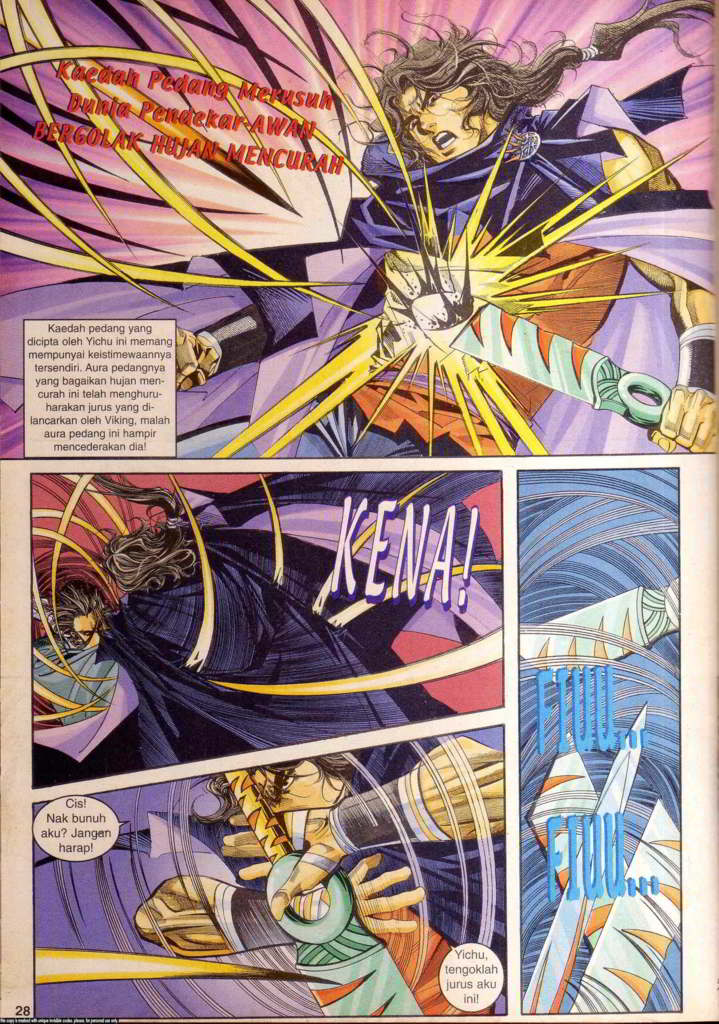 Kaedah Pedang Merusuh
Dunia Pendekar-AWAN
BERGOLAK HUJAN MENCURAH
Kaedah pedang yang
dicipta oleh Yichu ini memang
mempunyai keistimewaannya
tersendiri. Aura pedangnya
yang bagaikan hujan men-
curah ini telah menghuru-
harakan jurus yang di-
lancarkan oleh Viking, malah
aura pedang ini hampir
mencederakan dia!
KENA!
FIUU...
FIUU...
Cis!
Nak bunuh
aku? Jangan
harap!
Yichu,
tengoklah
jurus aku
ini!
28